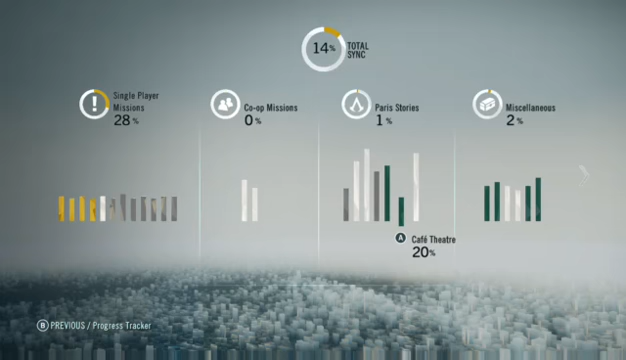 14%
TOTAL
SYNC
Single Player
Missions
28%
Co-op Missions
0%
Paris Stories
1%
Miscellaneous
2%
A Café Theatre
20%
B PREVIOUS / Progress Tracker